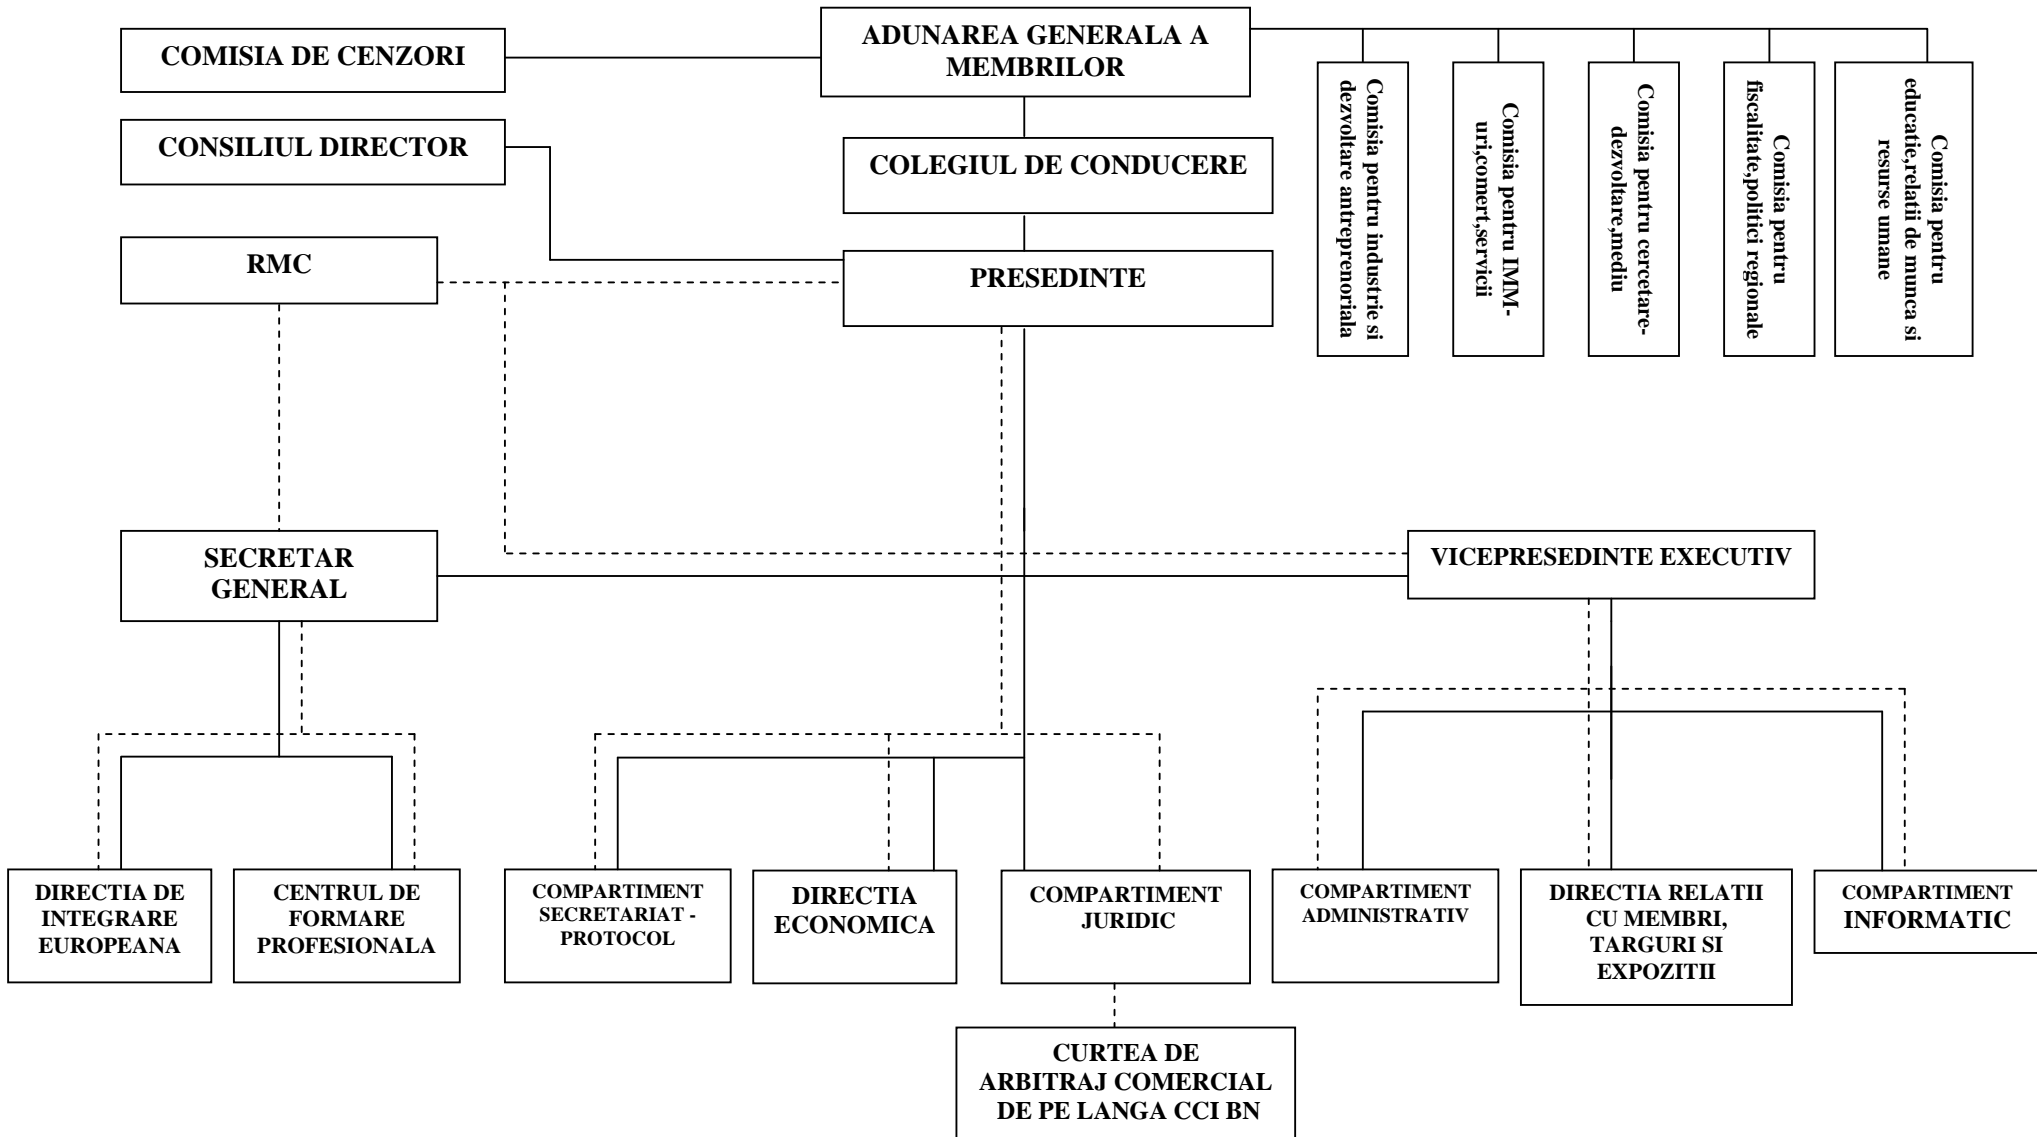 COMISIA DE CENZORI
ADUNAREA GENERALA A
MEMBRILOR
Comisia pentru industrie si
dezvoltare antreprenoriala
Comisia pentru IMM-
uri,comert,servicii
Comisia pentru cercetare-
dezvoltare,mediu
Comisia pentru
fiscalitate,politici regionale
Comisia pentru
educatie,relatii de munca si
resurse umane
CONSILIUL DIRECTOR
COLEGIUL DE CONDUCERE
RMC
PRESEDINTE
SECRETAR
GENERAL
VICEPRESEDINTE EXECUTIV
DIRECTIA DE
INTEGRARE
EUROPEANA
CENTRUL DE
FORMARE
PROFESIONALA
COMPARTIMENT
SECRETARIAT -
PROTOCOL
DIRECTIA
ECONOMICA
COMPARTIMENT
JURIDIC
COMPARTIMENT
ADMINISTRATIV
DIRECTIA RELATII
CU MEMBRI,
TARGURI SI
EXPOZITII
COMPARTIMENT
INFORMATIC
CURTEA DE
ARBITRAJ COMERCIAL
DE PE LANGA CCI BN